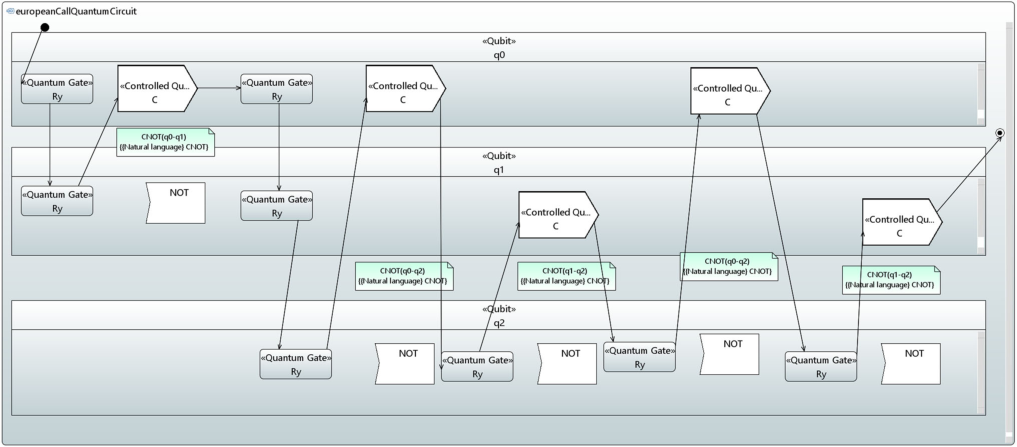 europeanCallQuantumCircuit
«Qubit»
q0
«Quantum Gate»
Ry
«Controlled Qu...
C
«Quantum Gate»
Ry
«Controlled Qu...
C
«Controlled Qu...
C
CNOT(q0-q1)
{{Natural language} CNOT}
«Qubit»
q1
«Quantum Gate»
Ry
NOT
«Quantum Gate»
Ry
«Controlled Qu...
C
«Controlled Qu...
C
CNOT(q0-q2)
{{Natural language} CNOT}
CNOT(q1-q2)
{{Natural language} CNOT}
CNOT(q0-q2)
{{Natural language} CNOT}
CNOT(q1-q2)
{{Natural language} CNOT}
«Qubit»
q2
«Quantum Gate»
Ry
NOT
«Quantum Gate»
Ry
NOT
«Quantum Gate»
Ry
NOT
«Quantum Gate»
Ry
NOT